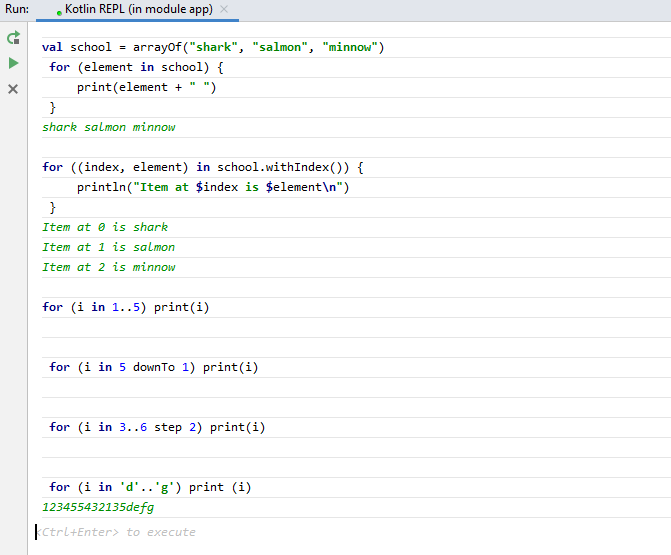 Run: Kotlin REPL (in module app)
val school = arrayOf("shark", "salmon", "minnow")
for (element in school) {
print(element + " ")
}
shark salmon minnow
for ((index, element) in school.withIndex()) {
println("Item at $index is $element\n")
}
Item at 0 is shark
Item at 1 is salmon
Item at 2 is minnow
for (i in 1..5) print(i)
for (i in 5 downTo 1) print(i)
for (i in 3..6 step 2) print(i)
for (i in 'd'..'g') print (i)
123455432135defg
<Ctrl+Enter> to execute